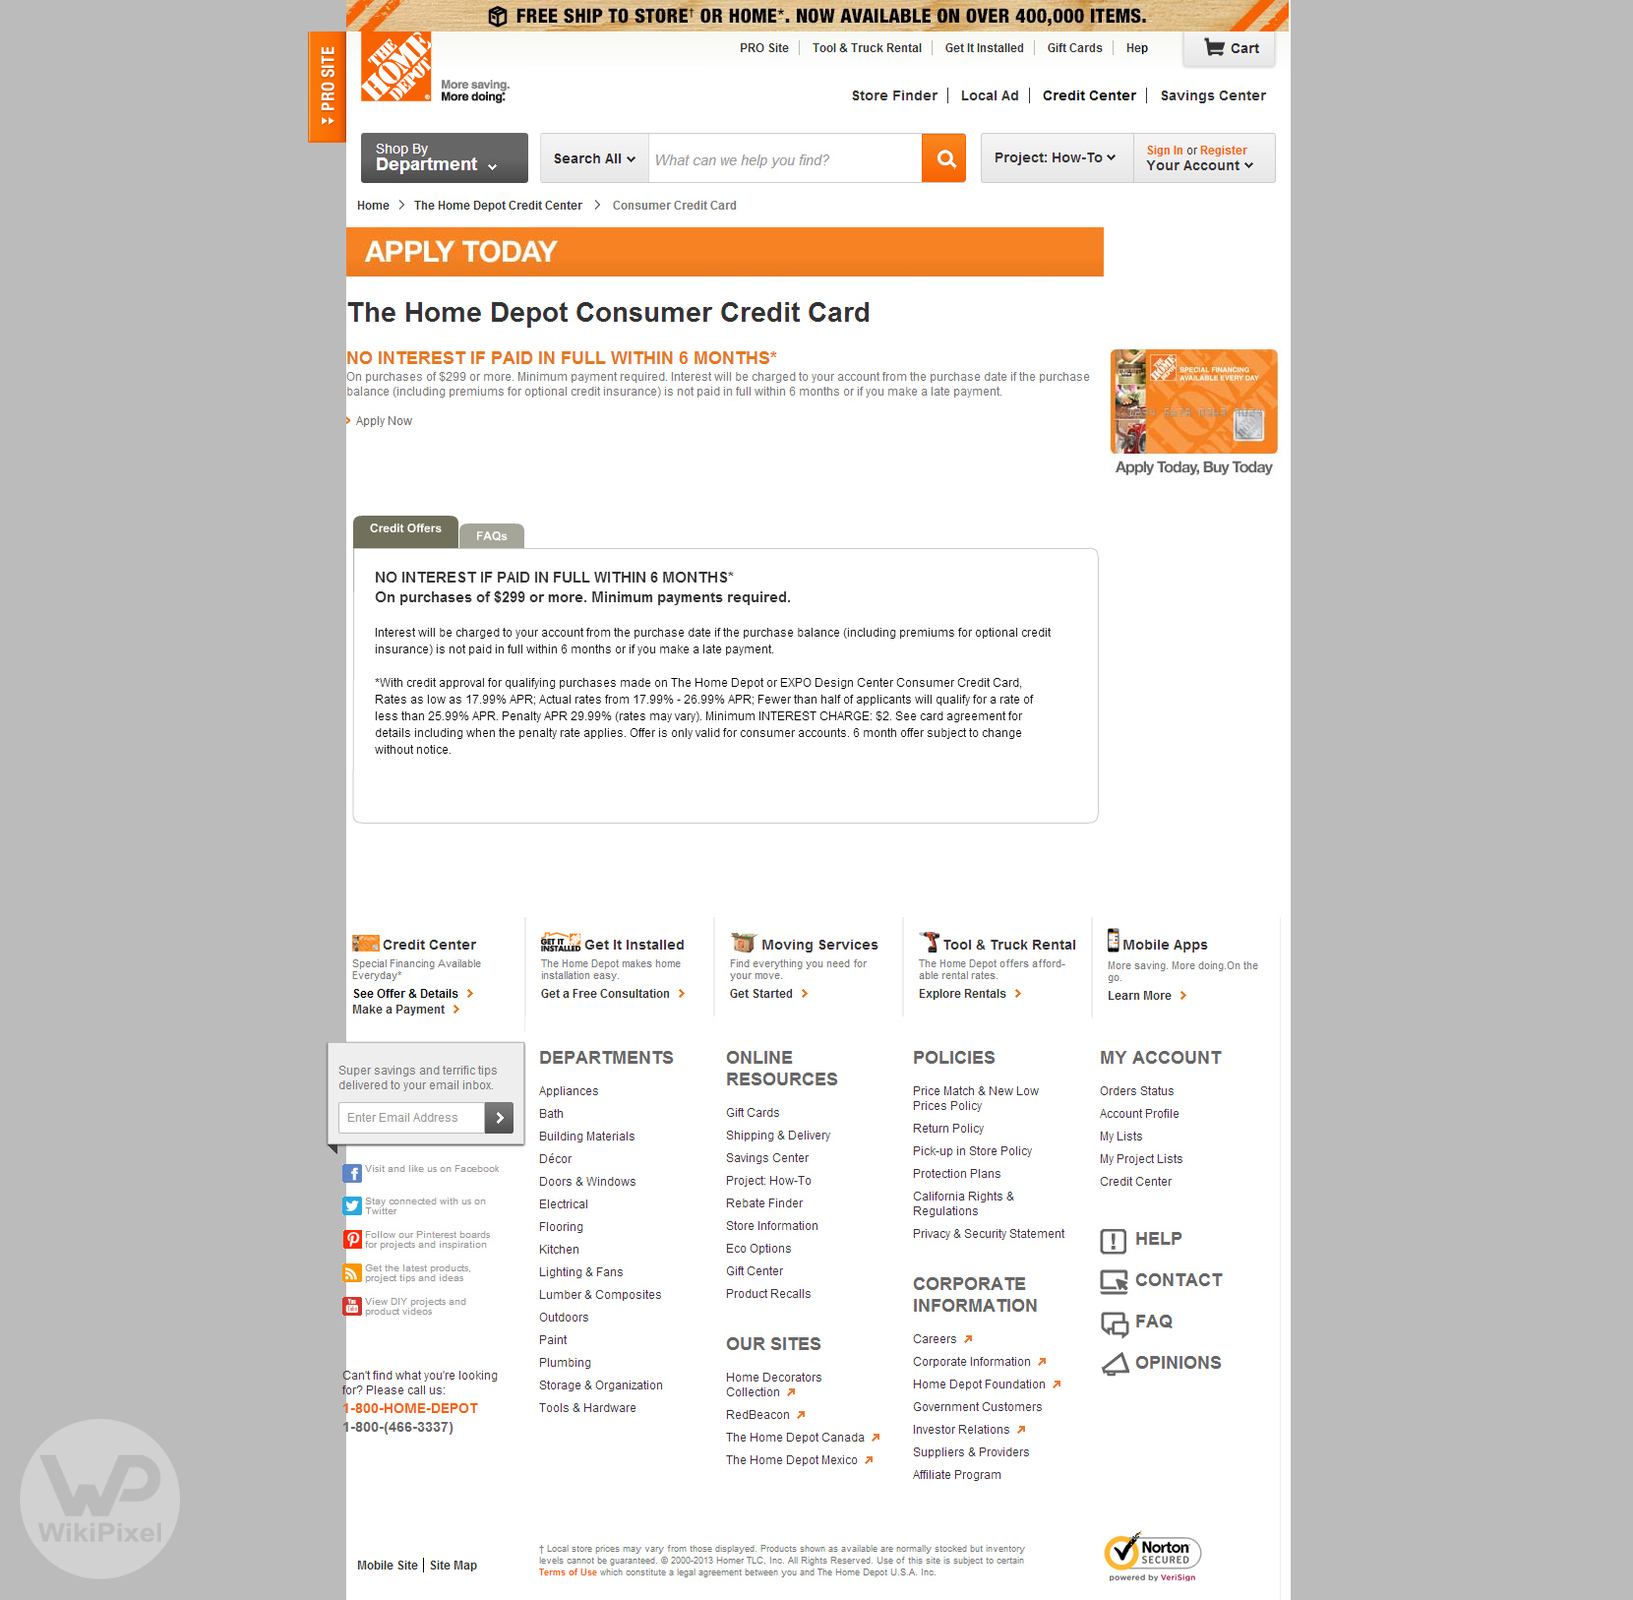 FREE SHIP TO STORE† OR HOME*. NOW AVAILABLE ON OVER 400,000 ITEMS.
PRO SITE
THE HOME DEPOT
More saving.
More doing.
PRO Site
Tool & Truck Rental
Get It Installed
Gift Cards
Hep
Cart
Store Finder
Local Ad
Credit Center
Savings Center
Shop By
Department
Search All
What can we help you find?
Project: How-To
Sign In or Register
Your Account
Home > The Home Depot Credit Center > Consumer Credit Card
APPLY TODAY
The Home Depot Consumer Credit Card
NO INTEREST IF PAID IN FULL WITHIN 6 MONTHS*
On purchases of $299 or more. Minimum payment required. Interest will be charged to your account from the purchase date if the purchase
balance (including premiums for optional credit insurance) is not paid in full within 6 months or if you make a late payment.
Apply Now
SPECIAL FINANCING
AVAILABLE EVERY DAY
Apply Today, Buy Today
Credit Offers
FAQs
NO INTEREST IF PAID IN FULL WITHIN 6 MONTHS*
On purchases of $299 or more. Minimum payments required.
Interest will be charged to your account from the purchase date if the purchase balance (including premiums for optional credit
insurance) is not paid in full within 6 months or if you make a late payment.
*With credit approval for qualifying purchases made on The Home Depot or EXPO Design Center Consumer Credit Card,
Rates as low as 17.99% APR; Actual rates from 17.99% - 26.99% APR; Fewer than half of applicants will qualify for a rate of
less than 25.99% APR. Penalty APR 29.99% (rates may vary). Minimum INTEREST CHARGE: $2. See card agreement for
details including when the penalty rate applies. Offer is only valid for consumer accounts. 6 month offer subject to change
without notice.
Credit Center
Special Financing Available
Everyday*
See Offer & Details
Make a Payment
GET IT INSTALLED
Get It Installed
The Home Depot makes home
installation easy.
Get a Free Consultation
Moving Services
Find everything you need for
your move.
Get Started
Tool & Truck Rental
The Home Depot offers afford-
able rental rates.
Explore Rentals
Mobile Apps
More saving. More doing.On the
go.
Learn More
Super savings and terrific tips
delivered to your email inbox.
Enter Email Address
Visit and like us on Facebook
Stay connected with us on
Twitter
Follow our Pinterest boards
for projects and inspiration
Get the latest products,
project tips and ideas
View DIY projects and
product videos
Can't find what you're looking
for? Please call us:
1-800-HOME-DEPOT
1-800-(466-3337)
DEPARTMENTS
Appliances
Bath
Building Materials
Décor
Doors & Windows
Electrical
Flooring
Kitchen
Lighting & Fans
Lumber & Composites
Outdoors
Paint
Plumbing
Storage & Organization
Tools & Hardware
ONLINE
RESOURCES
Gift Cards
Shipping & Delivery
Savings Center
Project: How-To
Rebate Finder
Store Information
Eco Options
Gift Center
Product Recalls
OUR SITES
Home Decorators
Collection
RedBeacon
The Home Depot Canada
The Home Depot Mexico
POLICIES
Price Match & New Low
Prices Policy
Return Policy
Pick-up in Store Policy
Protection Plans
California Rights &
Regulations
Privacy & Security Statement
CORPORATE
INFORMATION
Careers
Corporate Information
Home Depot Foundation
Government Customers
Investor Relations
Suppliers & Providers
Affiliate Program
MY ACCOUNT
Orders Status
Account Profile
My Lists
My Project Lists
Credit Center
HELP
CONTACT
FAQ
OPINIONS
WikiPixel
Mobile Site | Site Map
† Local store prices may vary from those displayed. Products shown as available are normally stocked but inventory
levels cannot be guaranteed. © 2000-2013 Homer TLC, Inc. All Rights Reserved. Use of this site is subject to certain
Terms of Use which constitute a legal agreement between you and The Home Depot U.S.A. Inc.
Norton
SECURED
powered by VeriSign